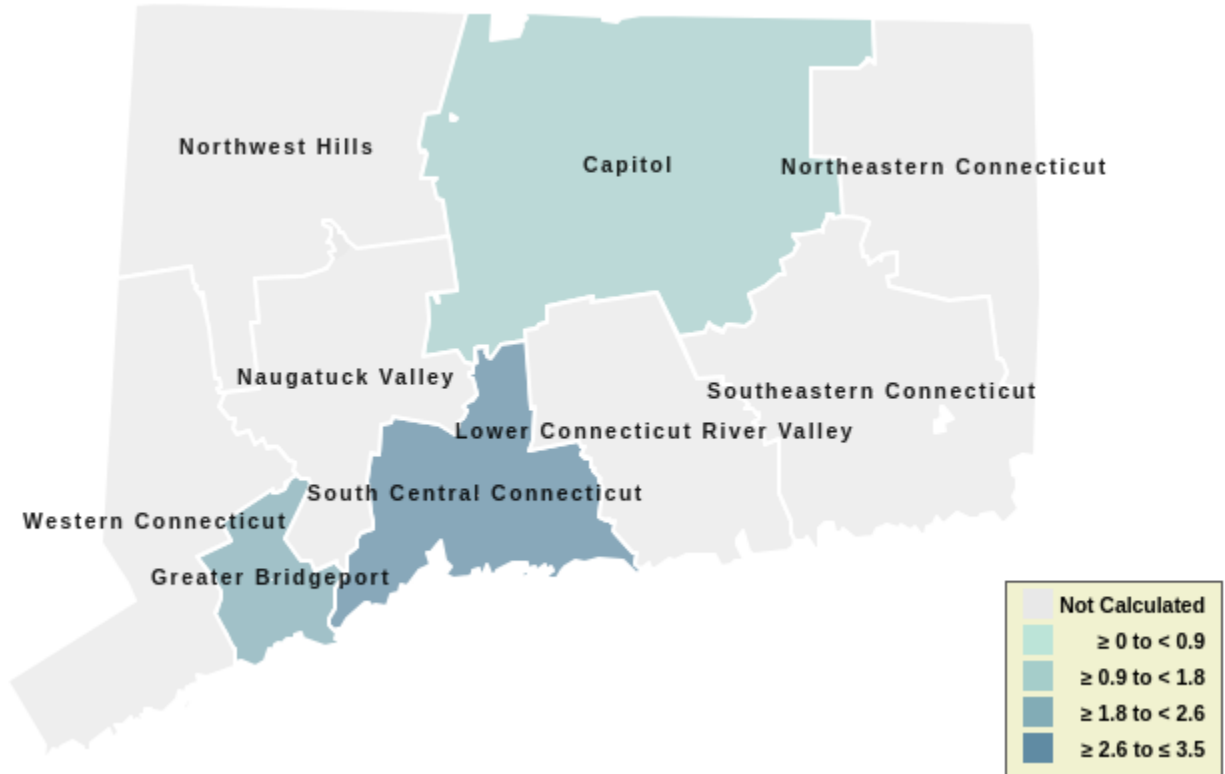 Northwest Hills
Capitol
Northeastern Connecticut
Naugatuck Valley
Southeastern Connecticut
Lower Connecticut River Valley
South Central Connecticut
Western Connecticut
Greater Bridgeport
Not Calculated
≥ 0 to < 0.9
≥ 0.9 to < 1.8
≥ 1.8 to < 2.6
≥ 2.6 to ≤ 3.5